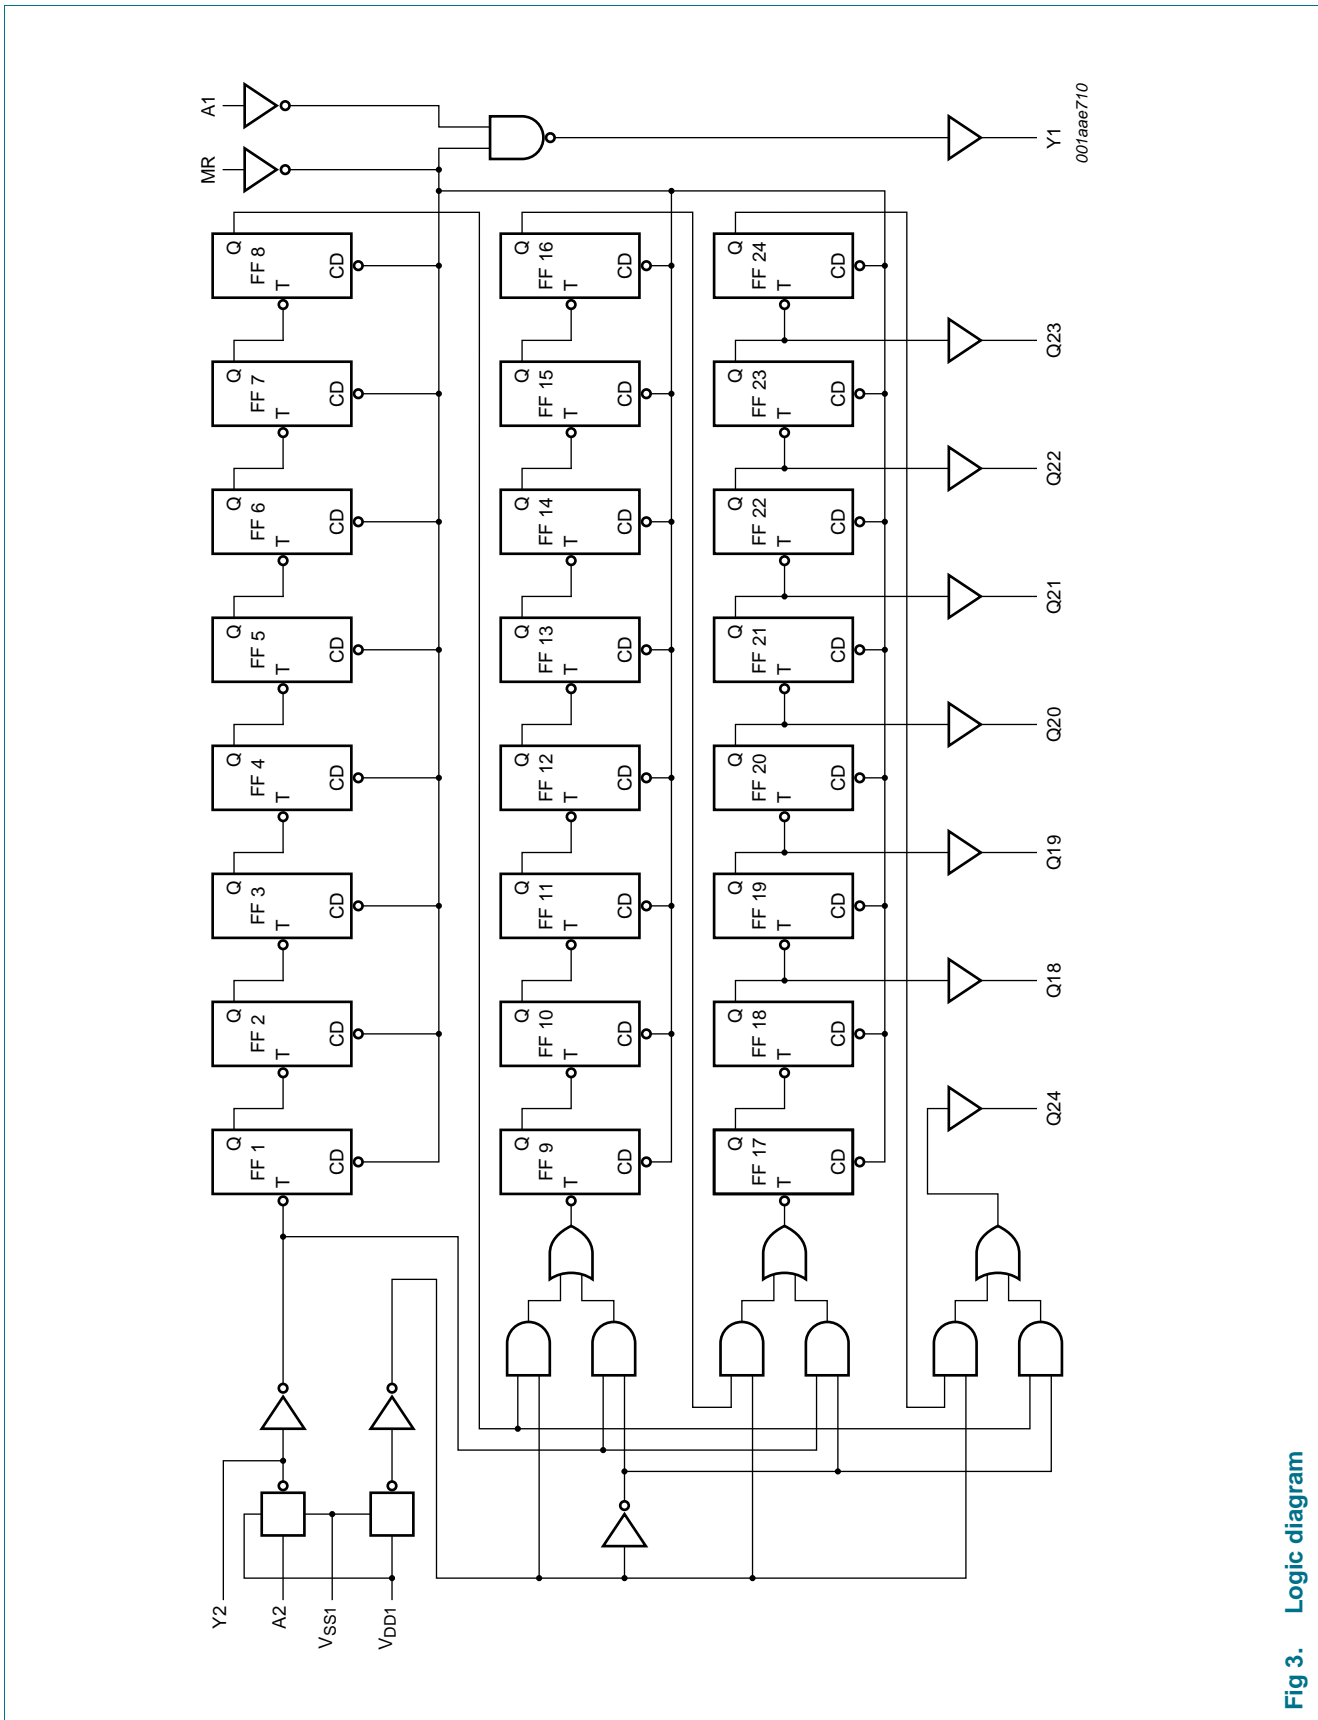 A1
MR
Q
FF 8
T
CD
Q
FF 7
T
CD
Q
FF 6
T
CD
Q
FF 5
T
CD
Q
FF 4
T
CD
Q
FF 3
T
CD
Q
FF 2
T
CD
Q
FF 1
T
CD
Q
FF 16
T
CD
Q
FF 15
T
CD
Q
FF 14
T
CD
Q
FF 13
T
CD
Q
FF 12
T
CD
Q
FF 11
T
CD
Q
FF 10
T
CD
Q
FF 9
T
CD
Q
FF 24
T
CD
Q
FF 23
T
CD
Q
FF 22
T
CD
Q
FF 21
T
CD
Q
FF 20
T
CD
Q
FF 19
T
CD
Q
FF 18
T
CD
Q
FF 17
T
CD
Y2
A2
VSS1
VDD1
Y1
Q23
Q22
Q21
Q20
Q19
Q18
Q24
001aae710
Fig 3. Logic diagram